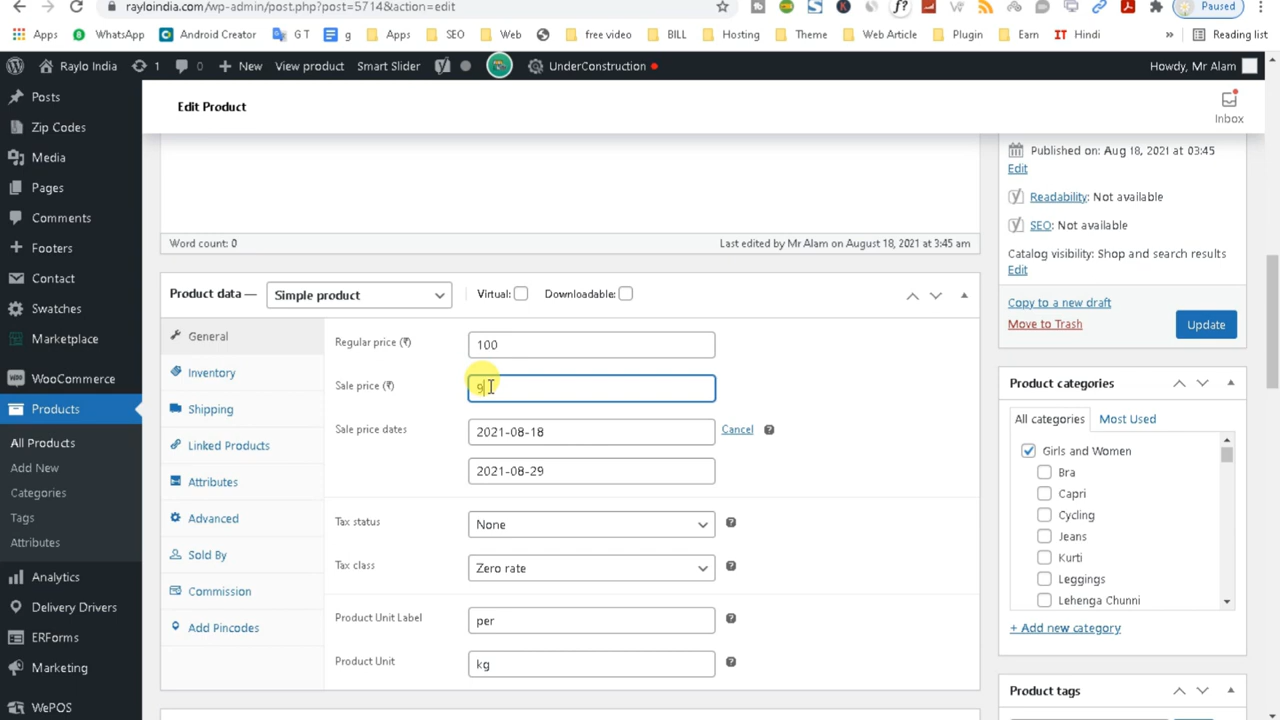 rayloindia.com/wp-admin/post.php?post=5714&action=edit
Paused
Apps WhatsApp Android Creator G T g Apps SEO Web free video BILL Hosting Theme Web Article Plugin Earn IT Hindi » Reading list
Raylo India 1 New View product Smart Slider UnderConstruction Howdy, Mr Alam
Posts
Zip Codes
Media
Pages
Comments
Footers
Contact
Swatches
Marketplace
WooCommerce
Products
All Products
Add New
Categories
Tags
Attributes
Analytics
Delivery Drivers
ERForms
Marketing
WePOS
Edit Product
Inbox
Word count: 0
Last edited by Mr Alam on August 18, 2021 at 3:45 am
Product data — Simple product Virtual: Downloadable:
General
Inventory
Shipping
Linked Products
Attributes
Advanced
Sold By
Commission
Add Pincodes
Regular price (₹) 100
Sale price (₹) 9
Sale price dates 2021-08-18 Cancel ?
2021-08-29
Tax status None ?
Tax class Zero rate ?
Product Unit Label per ?
Product Unit kg ?
Published on: Aug 18, 2021 at 03:45
Edit
Readability: Not available
SEO: Not available
Catalog visibility: Shop and search results
Edit
Copy to a new draft
Move to Trash
Update
Product categories
All categories Most Used
Girls and Women
Bra
Capri
Cycling
Jeans
Kurti
Leggings
Lehenga Chunni
+ Add new category
Product tags